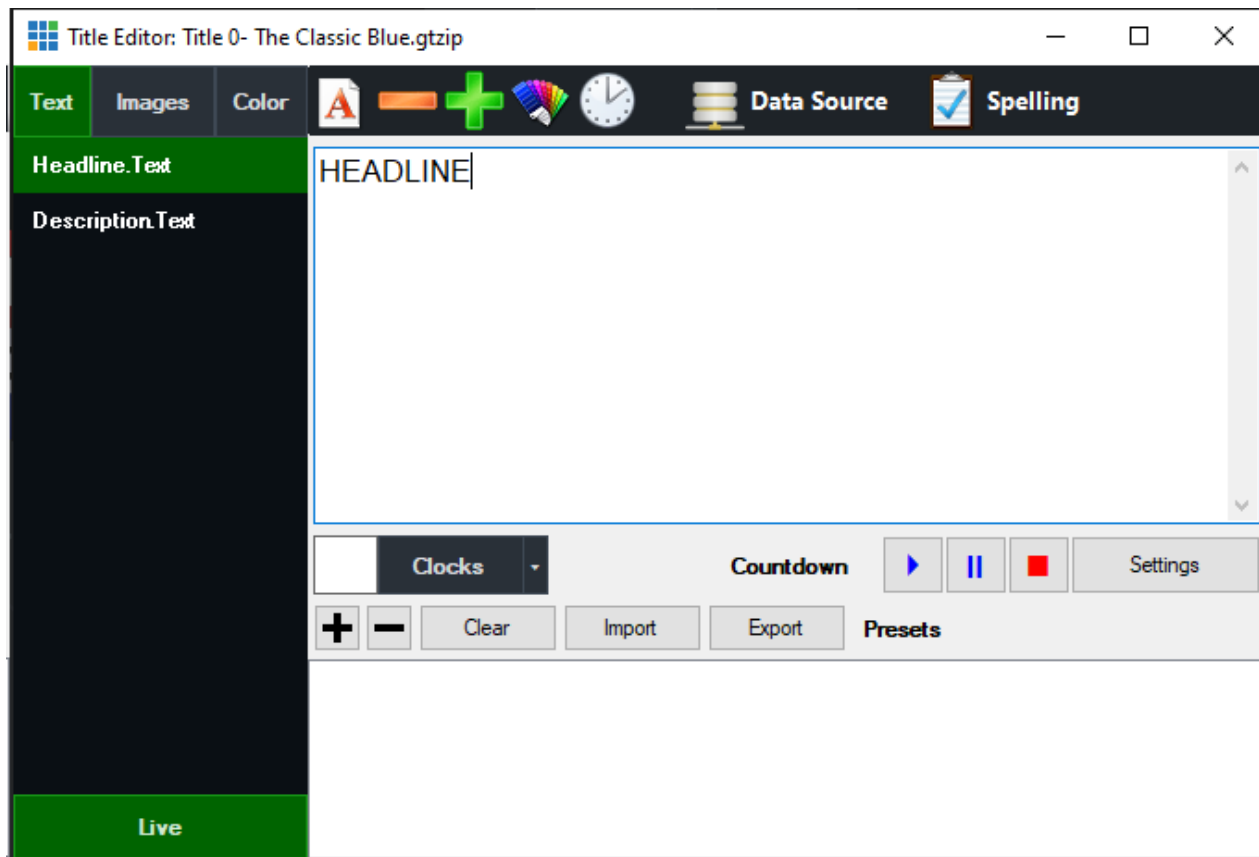 Title Editor: Title 0- The Classic Blue.gtzip
Text Images Color A Data Source Spelling
Headline.Text
Description.Text
HEADLINE
Clocks Countdown Settings
Clear Import Export Presets
Live